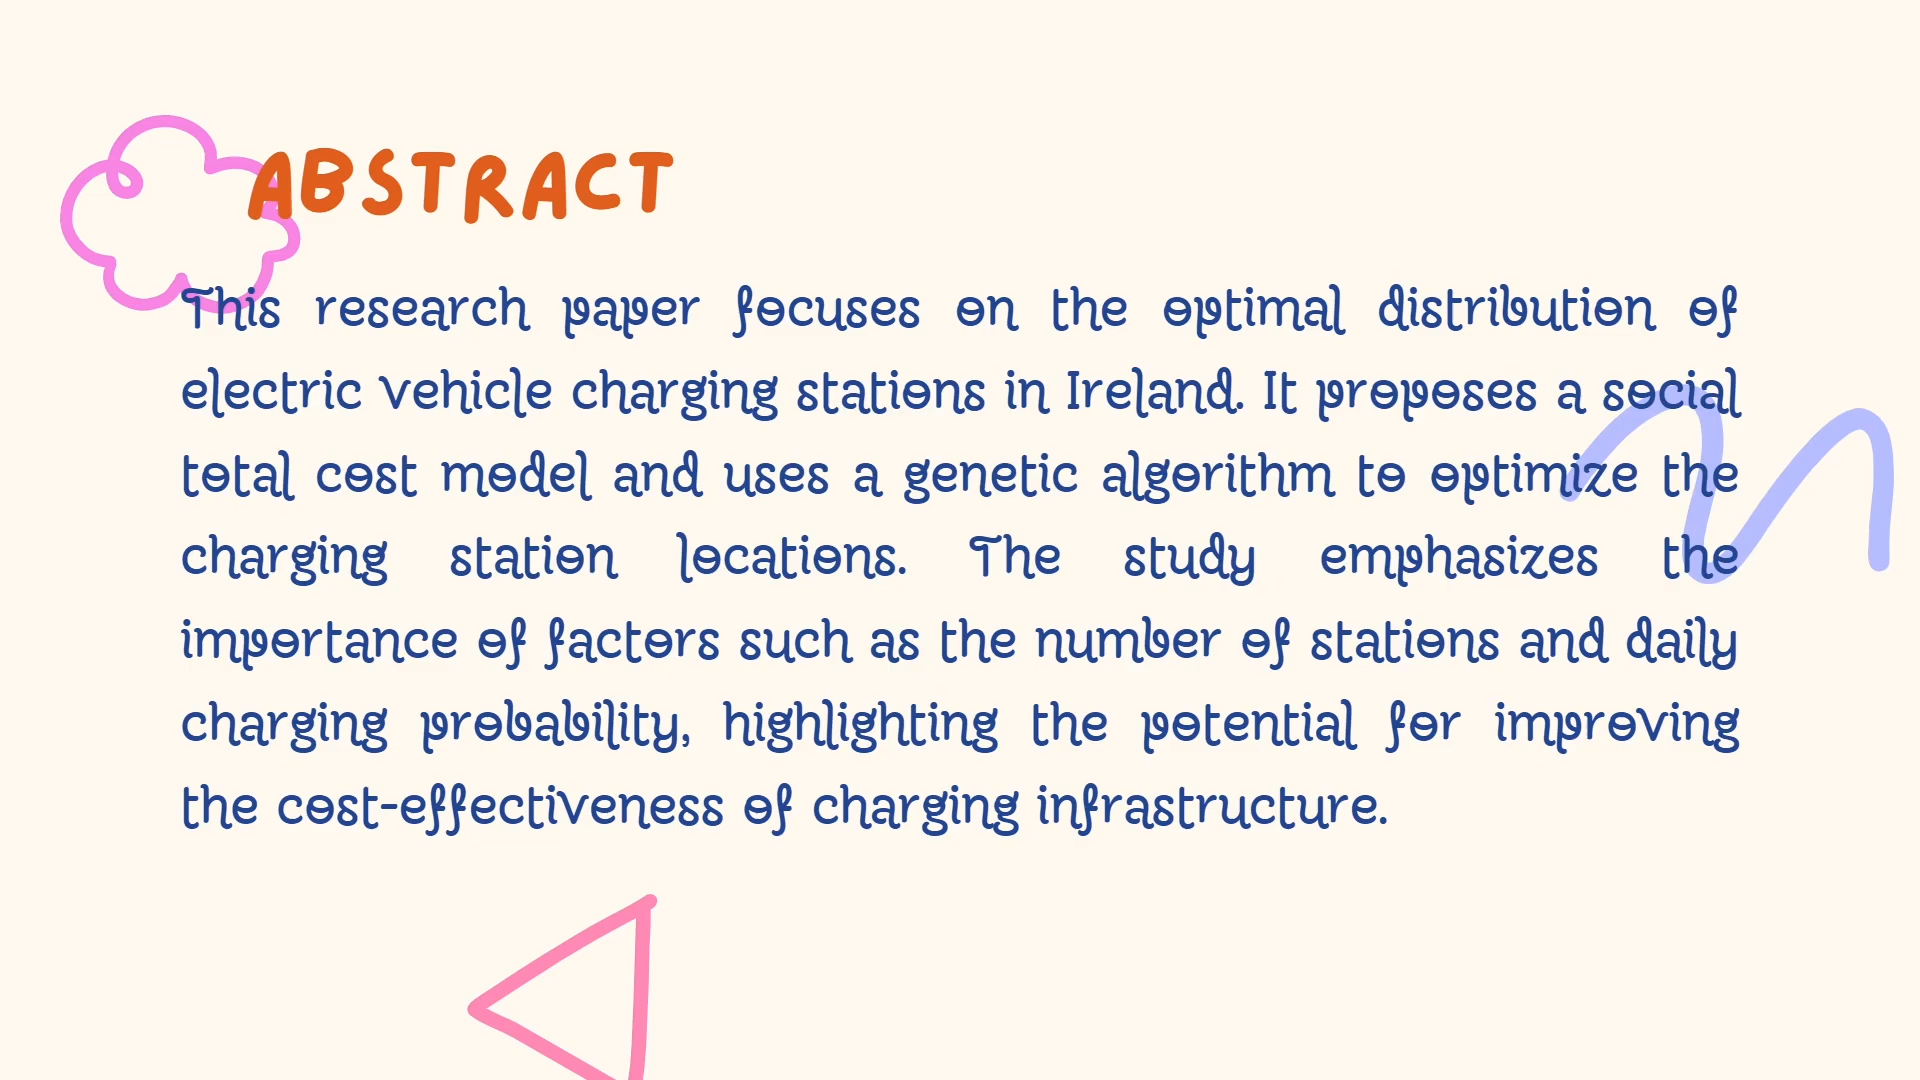 ABSTRACT
This research paper focuses on the optimal distribution of
electric vehicle charging stations in Ireland. It proposes a social
total cost model and uses a genetic algorithm to optimize the
charging station locations. The study emphasizes the
importance of factors such as the number of stations and daily
charging probability, highlighting the potential for improving
the cost-effectiveness of charging infrastructure.